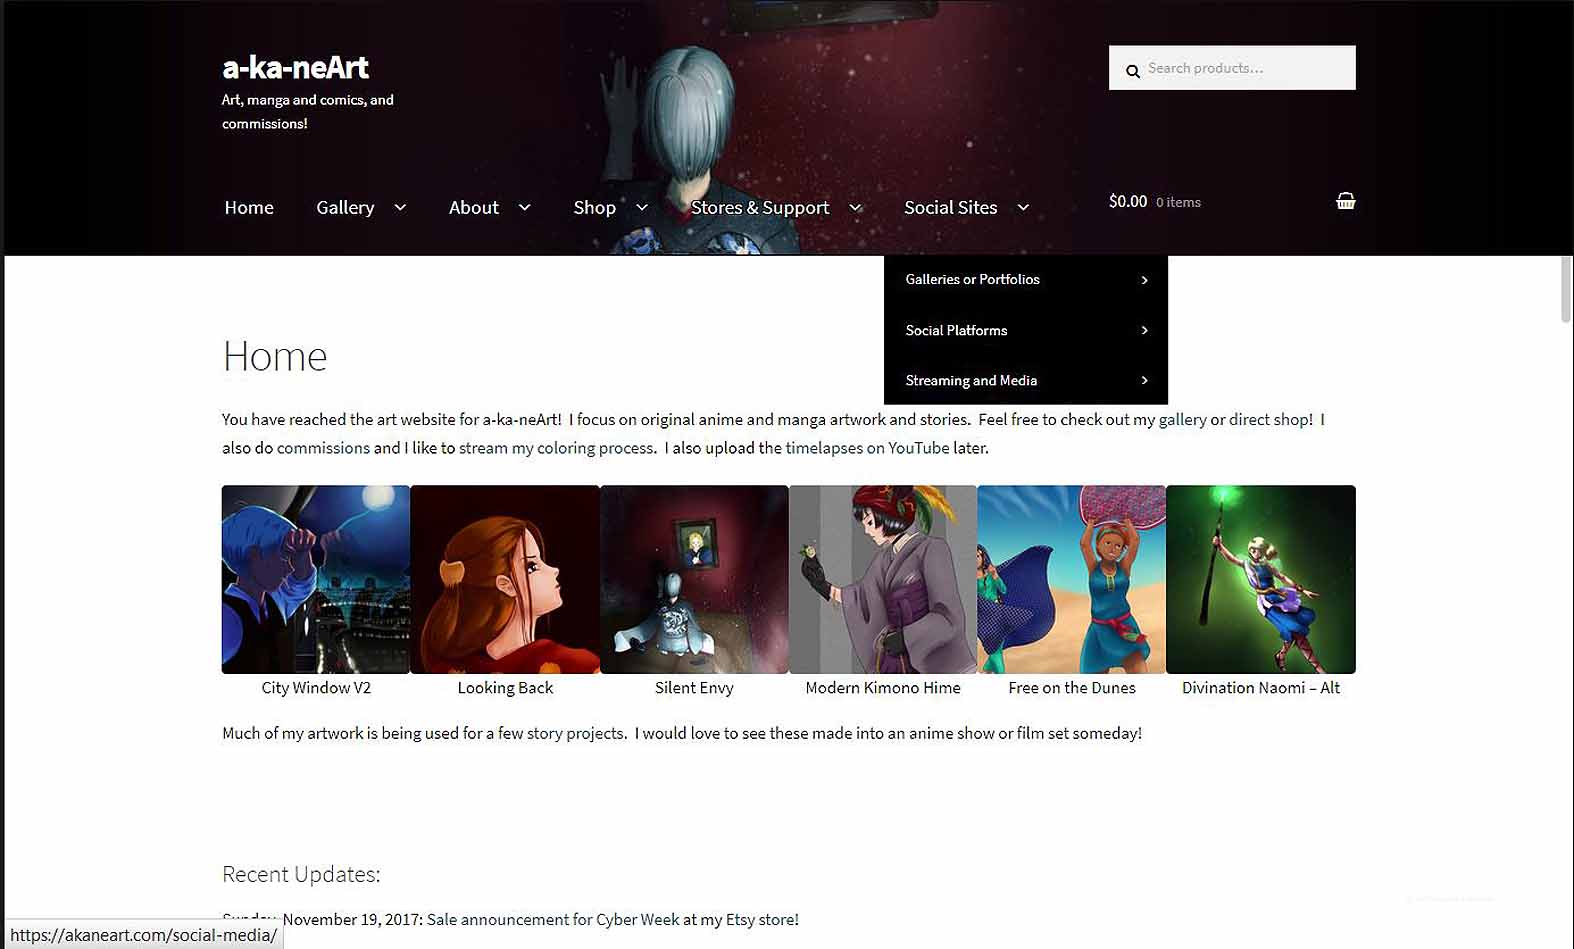 a-ka-neArt
Art, manga and comics, and
commissions!
Search products...
Home
Gallery
About
Shop
Stores & Support
Social Sites
$0.00 0 items
Galleries or Portfolios
Social Platforms
Streaming and Media
Home
You have reached the art website for a-ka-neArt! I focus on original anime and manga artwork and stories. Feel free to check out my gallery or direct shop! I
also do commissions and I like to stream my coloring process. I also upload the timelapses on YouTube later.
City Window V2
Looking Back
Silent Envy
Modern Kimono Hime
Free on the Dunes
Divination Naomi – Alt
Much of my artwork is being used for a few story projects. I would love to see these made into an anime show or film set someday!
Recent Updates:
Sunday, November 19, 2017: Sale announcement for Cyber Week at my Etsy store!
https://akaneart.com/social-media/